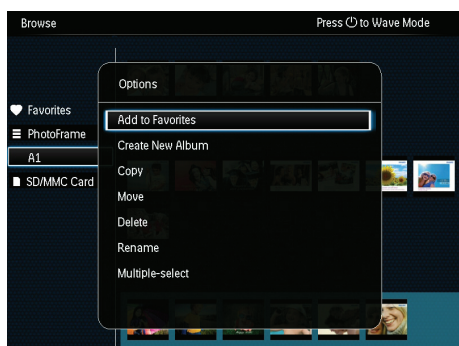 Browse
Press ⏻ to Wave Mode
Options
Favorites
PhotoFrame
A1
SD/MMC Card
Add to Favorites
Create New Album
Copy
Move
Delete
Rename
Multiple-select